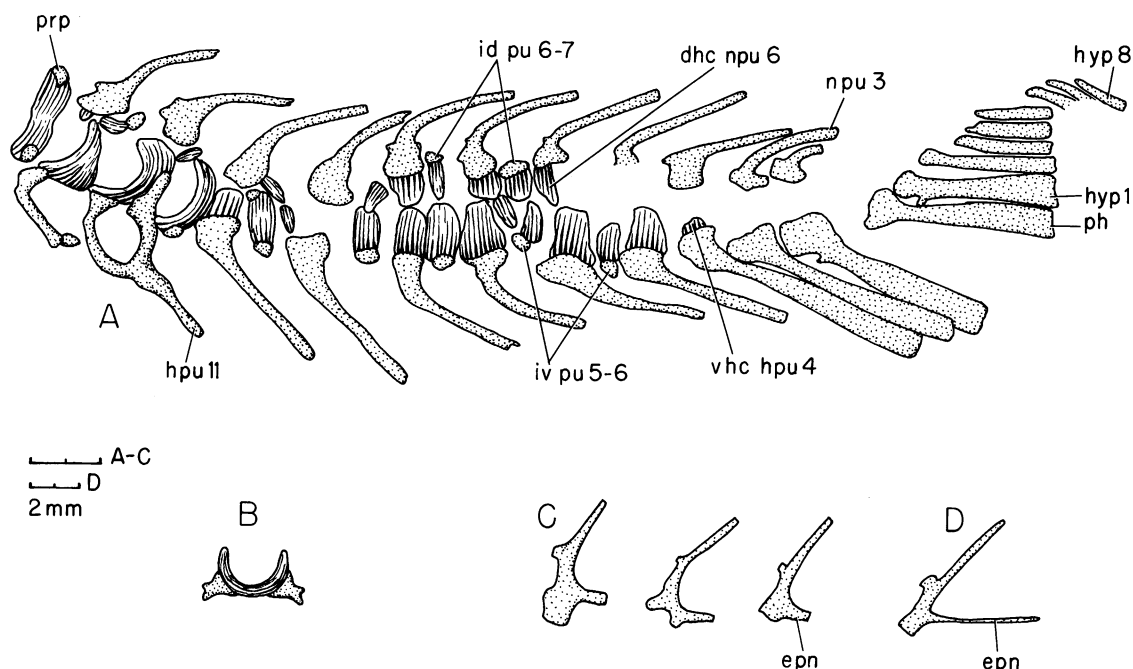 prp
id pu 6-7
dhc npu 6
npu 3
hyp 8
hyp1
ph
A
hpu 11
iv pu 5-6
vhc hpu 4
A-C
D
2 mm
B
C
D
epn
epn